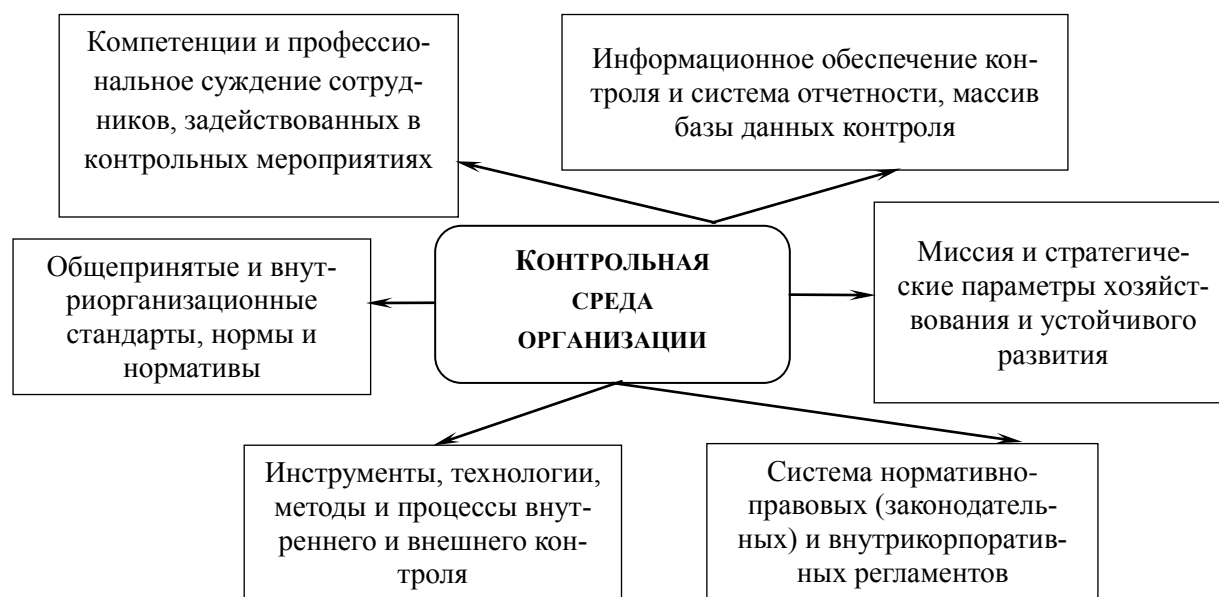 Компетенции и профессио-
нальное суждение сотруд-
ников, задействованных в
контрольных мероприятиях
Информационное обеспечение кон-
троля и система отчетности, массив
базы данных контроля
Общепринятые и внут-
риорганизационные
стандарты, нормы и
нормативы
КОНТРОЛЬНАЯ
СРЕДА
ОРГАНИЗАЦИИ
Миссия и стратегиче-
ские параметры хозяйст-
вования и устойчивого
развития
Инструменты, технологии,
методы и процессы внут-
реннего и внешнего кон-
троля
Система нормативно-
правовых (законодатель-
ных) и внутрикорпоратив-
ных регламентов